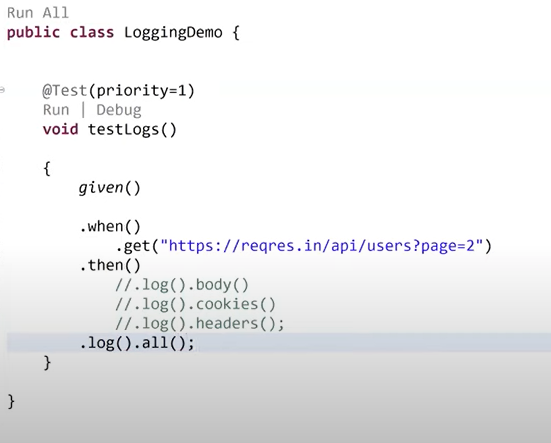 Run All
public class LoggingDemo {
@Test(priority=1)
Run | Debug
void testLogs()
{
given()
.when()
.get("https://reqres.in/api/users?page=2")
.then()
//.log().body()
//.log().cookies()
//.log().headers();
.log().all();
}
}